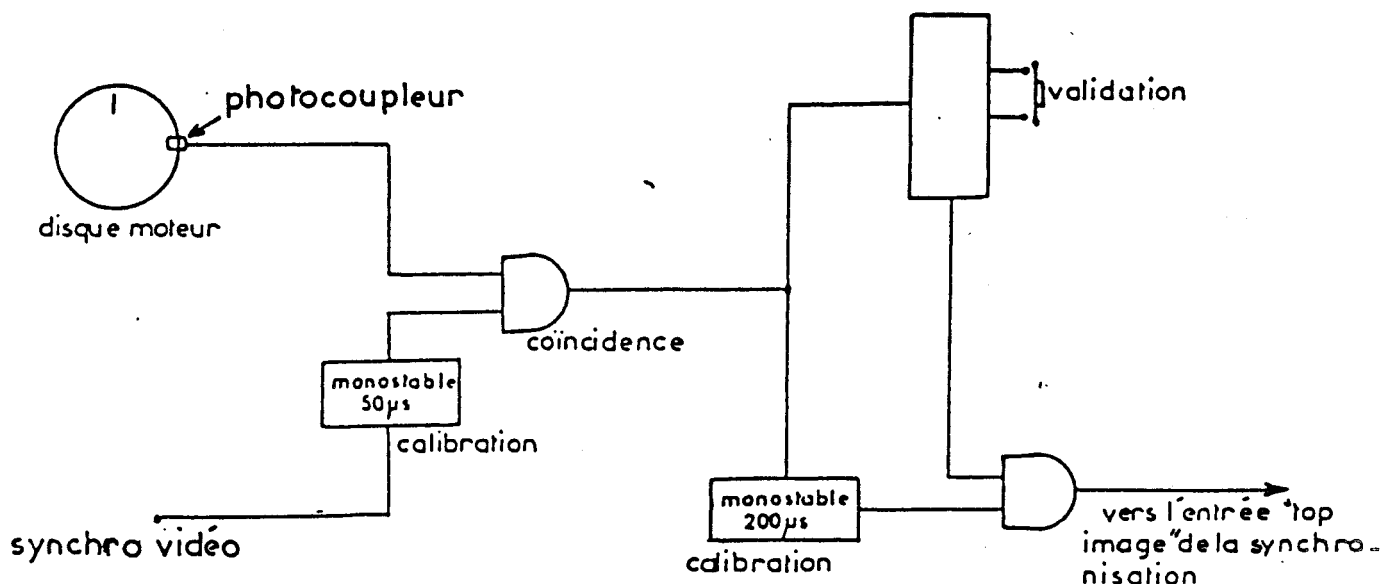 photocoupleur
validation
disque moteur
coïncidence
monostable
50µs
calibration
synchro vidéo
monostable
200µs
calibration
vers l'entrée "top
image" de la synchro-
nisation